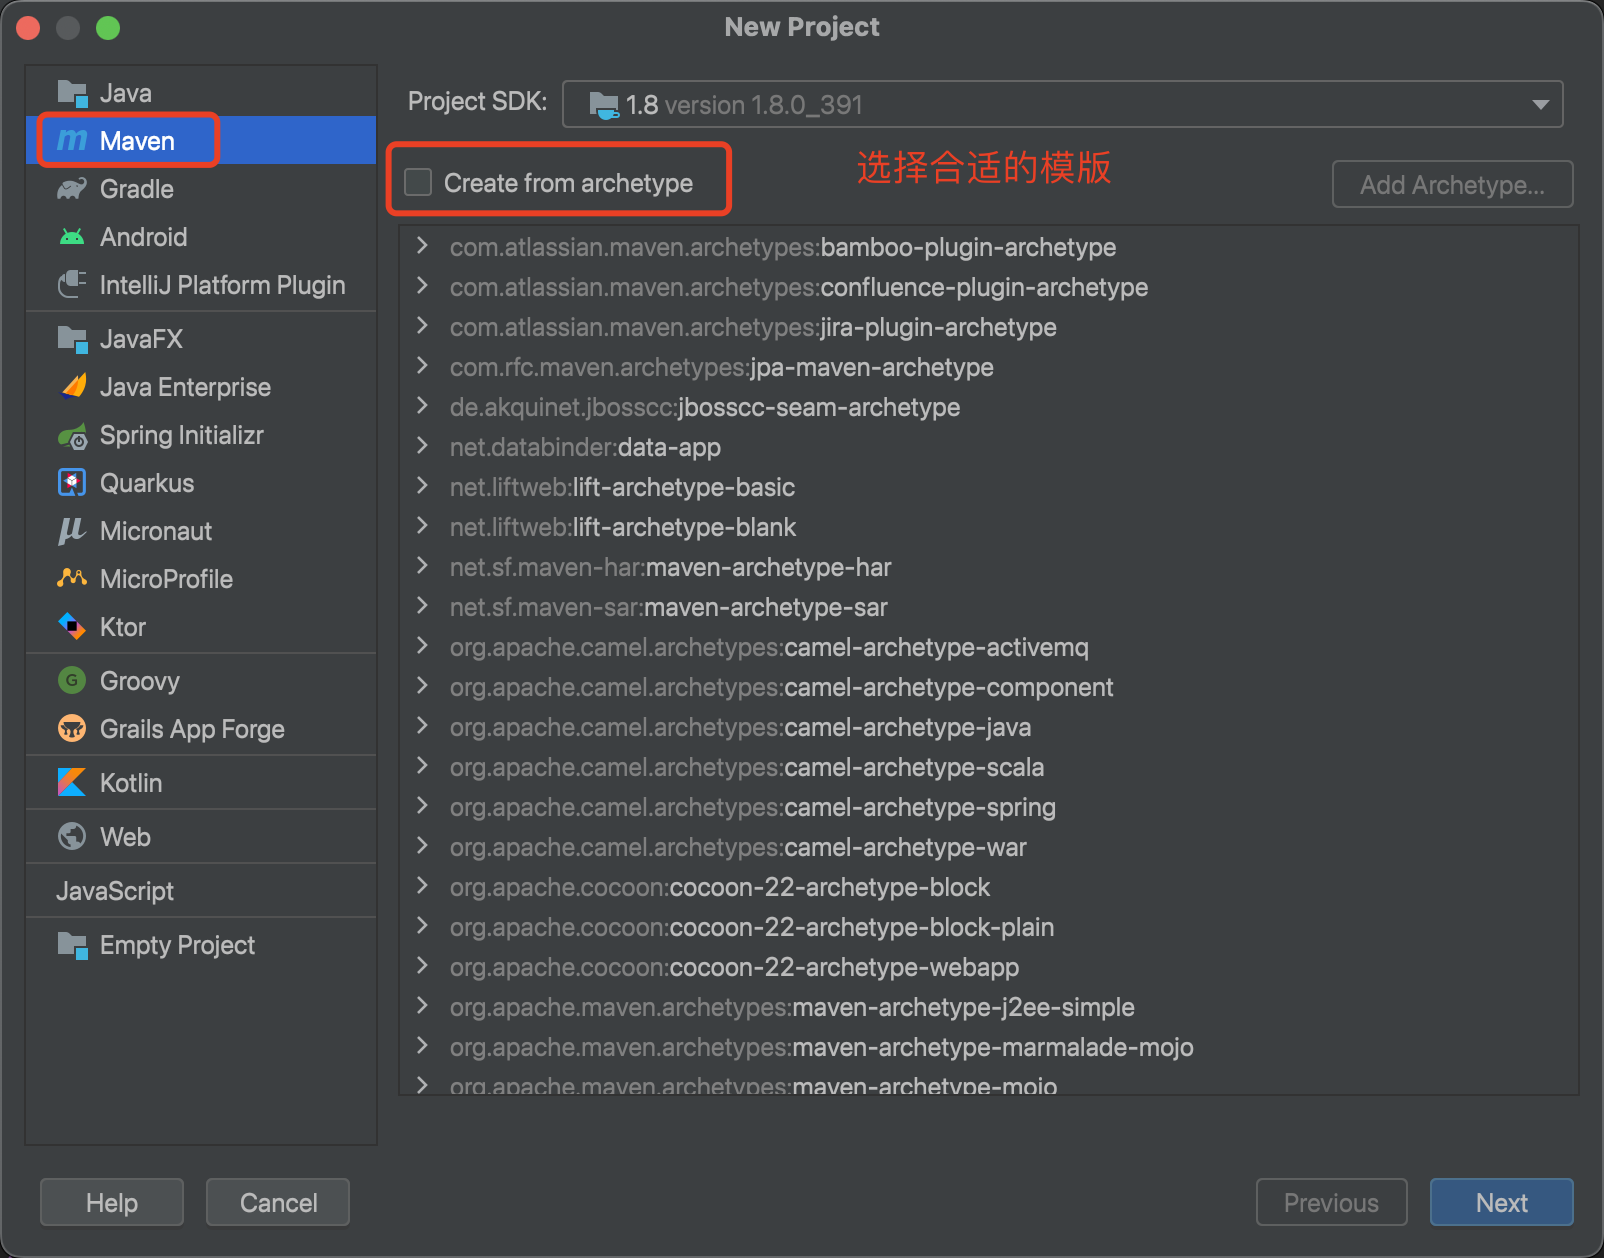 New Project
Java
Maven
Gradle
Android
IntelliJ Platform Plugin
JavaFX
Java Enterprise
Spring Initializr
Quarkus
Micronaut
MicroProfile
Ktor
Groovy
Grails App Forge
Kotlin
Web
JavaScript
Empty Project
Project SDK: 1.8 version 1.8.0_391
Create from archetype
选择合适的模版
Add Archetype...
com.atlassian.maven.archetypes:bamboo-plugin-archetype
com.atlassian.maven.archetypes:confluence-plugin-archetype
com.atlassian.maven.archetypes:jira-plugin-archetype
com.rfc.maven.archetypes:jpa-maven-archetype
de.akquinet.jbosscc:jbosscc-seam-archetype
net.databinder:data-app
net.liftweb:lift-archetype-basic
net.liftweb:lift-archetype-blank
net.sf.maven-har:maven-archetype-har
net.sf.maven-sar:maven-archetype-sar
org.apache.camel.archetypes:camel-archetype-activemq
org.apache.camel.archetypes:camel-archetype-component
org.apache.camel.archetypes:camel-archetype-java
org.apache.camel.archetypes:camel-archetype-scala
org.apache.camel.archetypes:camel-archetype-spring
org.apache.camel.archetypes:camel-archetype-war
org.apache.cocoon:cocoon-22-archetype-block
org.apache.cocoon:cocoon-22-archetype-block-plain
org.apache.cocoon:cocoon-22-archetype-webapp
org.apache.maven.archetypes:maven-archetype-j2ee-simple
org.apache.maven.archetypes:maven-archetype-marmalade-mojo
org.apache.maven.archetypes:maven-archetype-mojo
Help
Cancel
Previous
Next